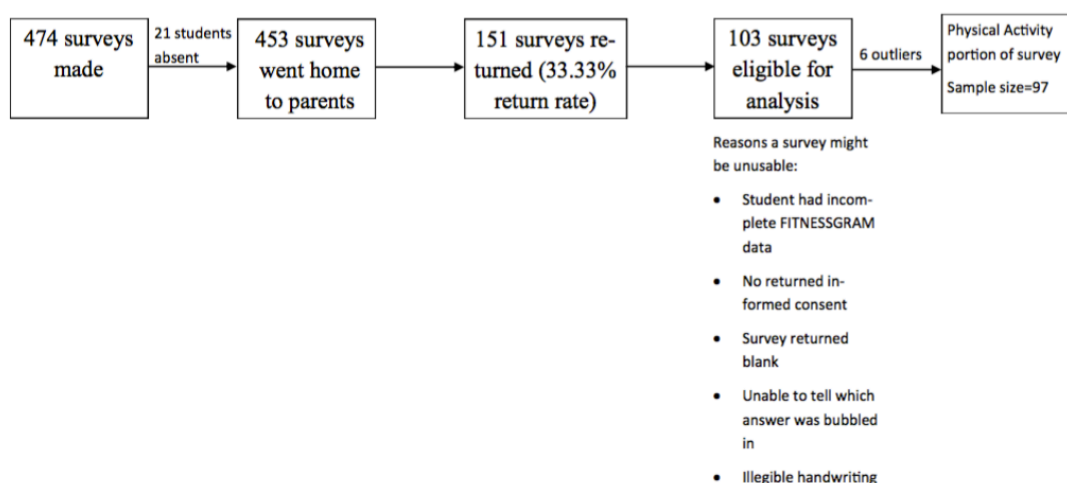 474 surveys
made
21 students
absent
453 surveys
went home
to parents
151 surveys re-
turned (33.33%
return rate)
103 surveys
eligible for
analysis
6 outliers
Physical Activity
portion of survey
Sample size=97
Reasons a survey might
be unusable:
• Student had incom-
plete FITNESSGRAM
data
• No returned in-
formed consent
• Survey returned
blank
• Unable to tell which
answer was bubbled
in
• Illegible handwriting